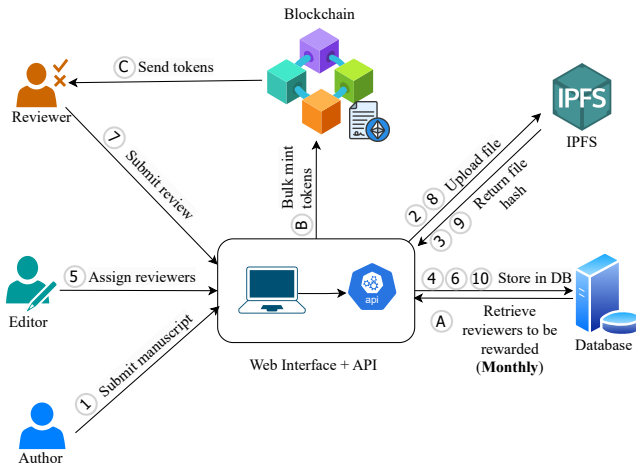 Blockchain
C Send tokens
IPFS
Reviewer
IPFS
7 Submit review
Bulk mint
tokens
B
2 8 Upload file
3 9 Return file
hash
5 Assign reviewers
Editor
api
4 6 10 Store in DB
A Retrieve
reviewers to be
rewarded
(Monthly)
Database
1 Submit manuscript
Web Interface + API
Author